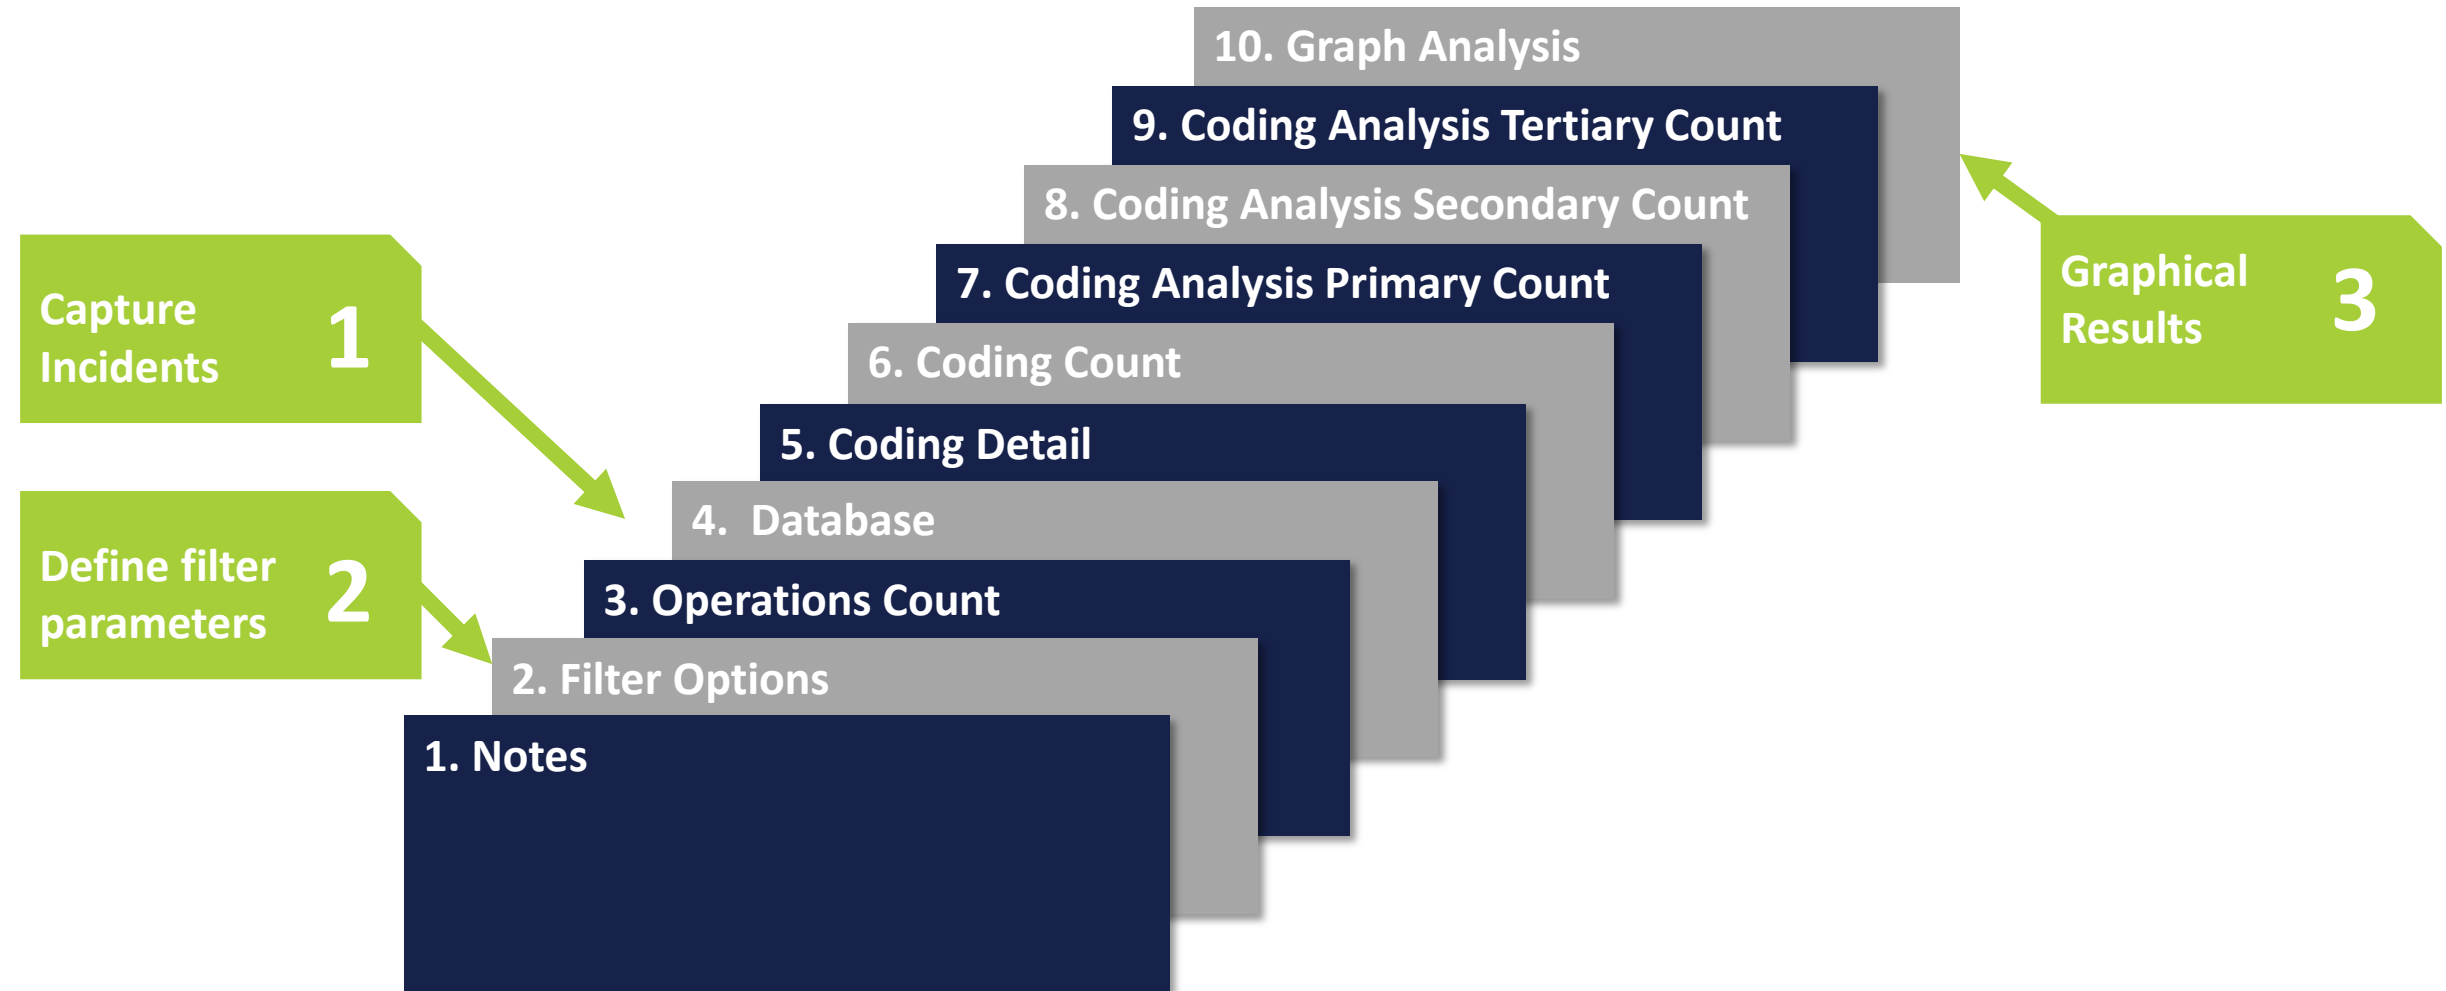 10. Graph Analysis
9. Coding Analysis Tertiary Count
8. Coding Analysis Secondary Count
7. Coding Analysis Primary Count
6. Coding Count
5. Coding Detail
4.  Database
3. Operations Count
2. Filter Options
1. Notes
Capture
Incidents
1
Define filter
parameters
2
Graphical
Results
3